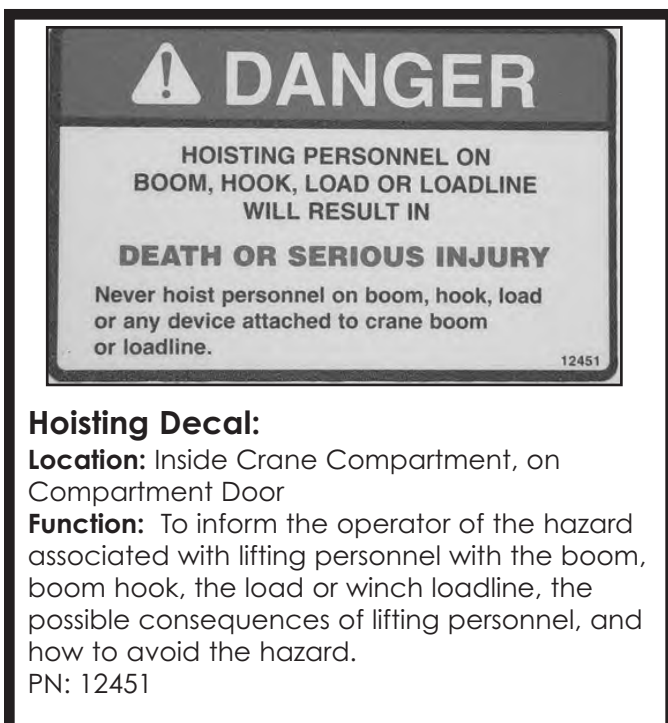 DANGER
HOISTING PERSONNEL ON
BOOM, HOOK, LOAD OR LOADLINE
WILL RESULT IN
DEATH OR SERIOUS INJURY
Never hoist personnel on boom, hook, load
or any device attached to crane boom
or loadline.
12451
Hoisting Decal:
Location: Inside Crane Compartment, on
Compartment Door
Function: To inform the operator of the hazard
associated with lifting personnel with the boom,
boom hook, the load or winch loadline, the
possible consequences of lifting personnel, and
how to avoid the hazard.
PN: 12451